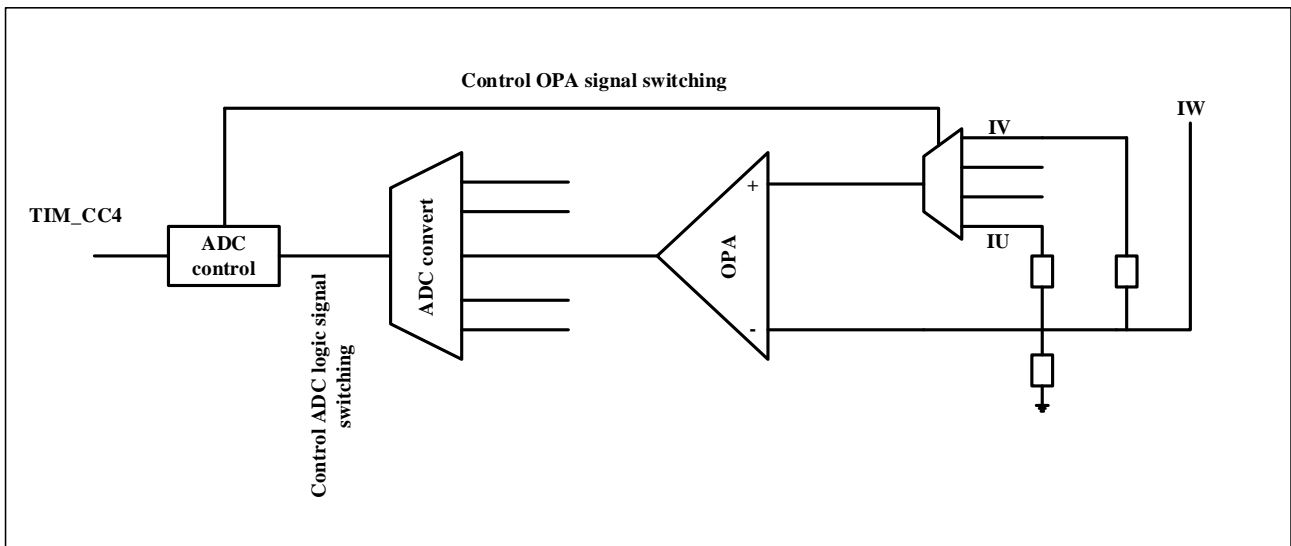 Control OPA signal switching
IW
IV
TIM_CC4
ADC
control
ADC convert
OPA
+
-
IU
Control ADC logic signal
switching